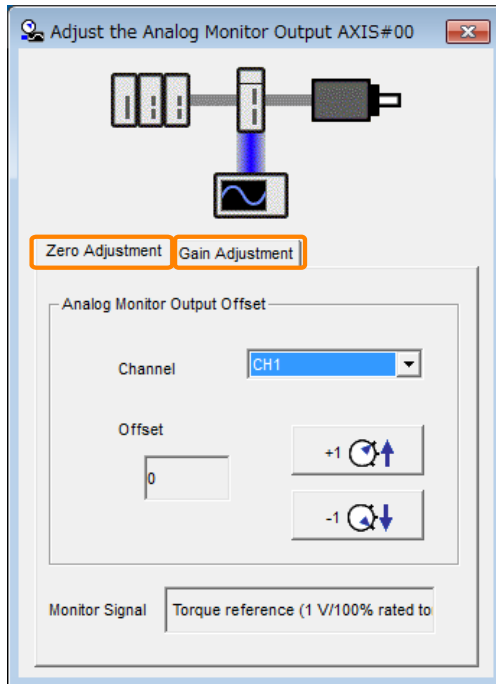 Adjust the Analog Monitor Output AXIS#00
Zero Adjustment
Gain Adjustment
Analog Monitor Output Offset
Channel
CH1
Offset
+1
0
-1
Monitor Signal
Torque reference (1 V/100% rated to